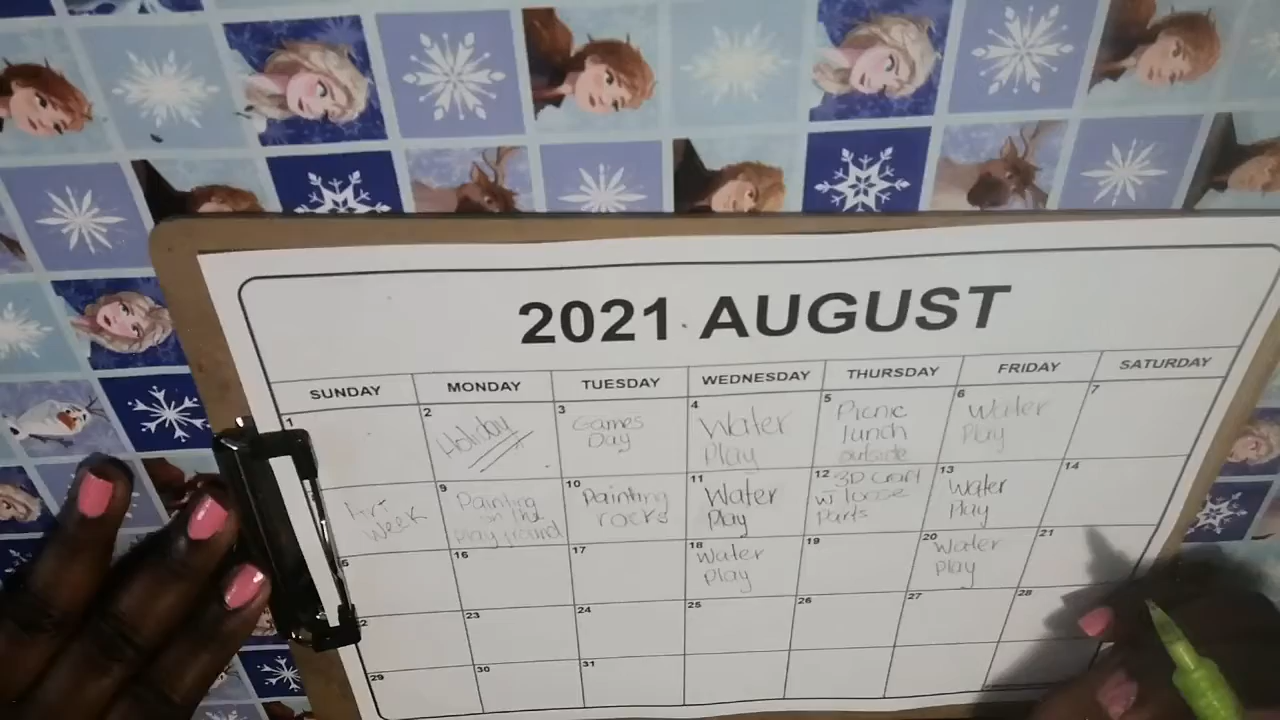 2021 AUGUST
SUNDAY MONDAY TUESDAY WEDNESDAY THURSDAY FRIDAY SATURDAY
1 2 3 4 5 6 7
Holiday
Games
Day
Water
Play
Picnic
lunch
outside
Water
Play
9 10 11 12 13 14
Art
Week
Painting
on the
playground
Painting
rocks
Water
Play
3D Craft
w loose
parts
Water
Play
5 16 17 18 19 20 21
Water
Play
Water
Play
2 23 24 25 26 27 28
29 30 31